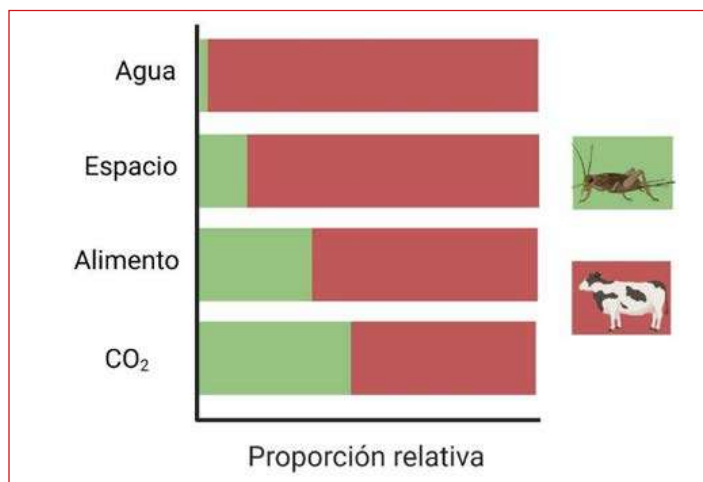 Agua
Espacio
Alimento
CO₂
Proporción relativa